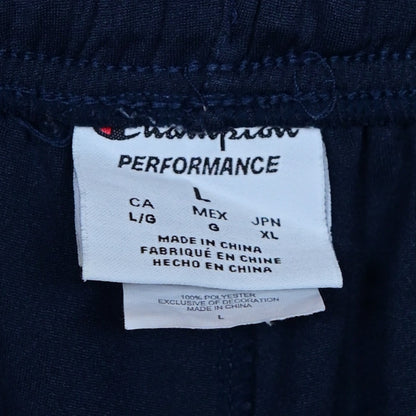 Champion
PERFORMANCE
L
CA MEX JPN
L/G G XL
MADE IN CHINA
FABRIQUÉ EN CHINE
HECHO EN CHINA
100% POLYESTER
EXCLUSIVE OF DECORATION
MADE IN CHINA
L